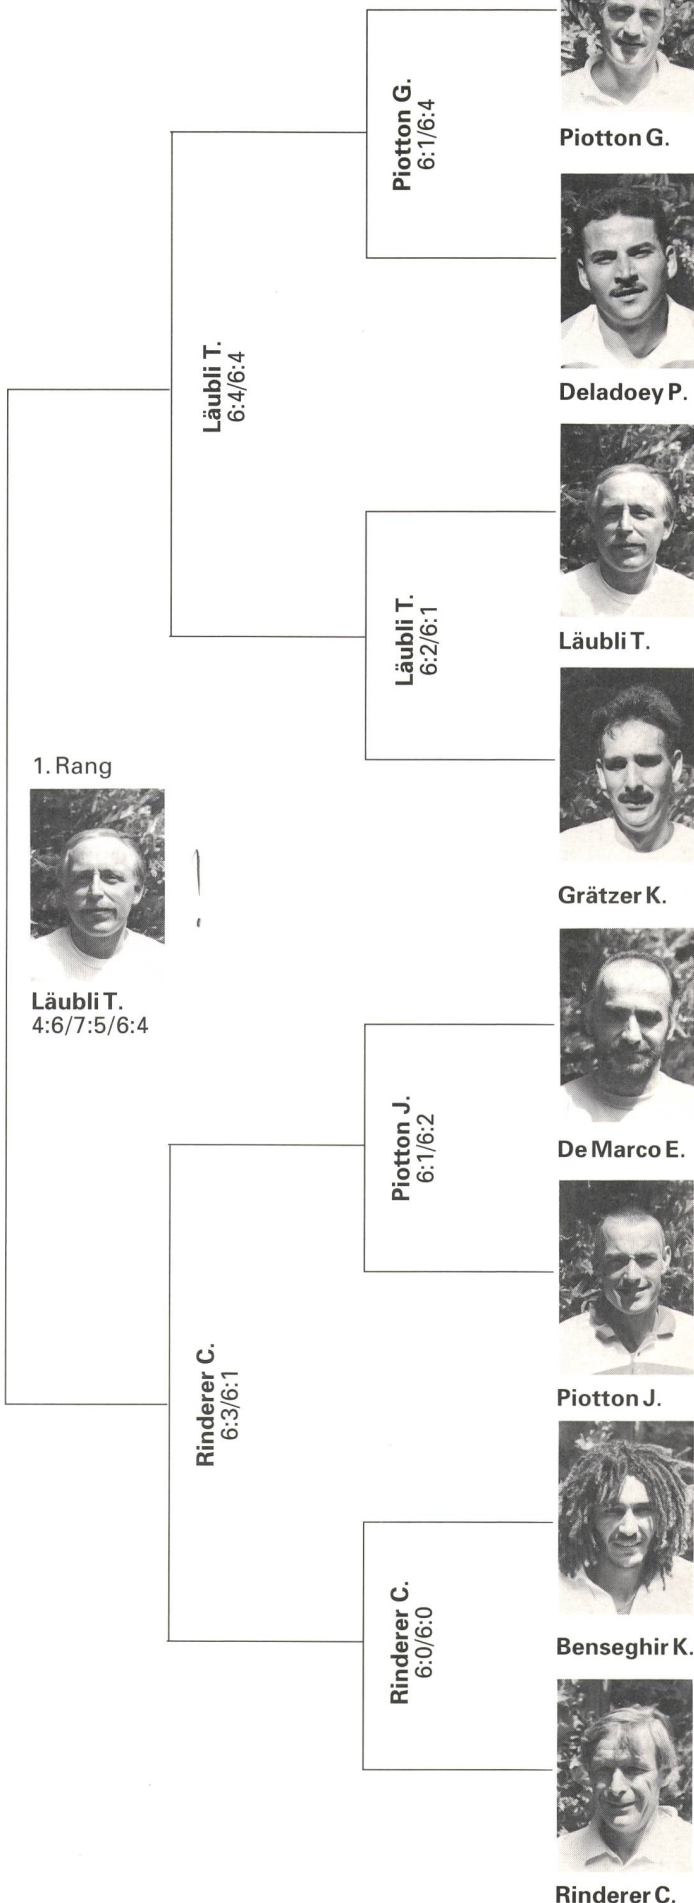 Piotton G.
6:1/6:4
Piotton G.
Deladoey P.
Läubli T.
6:4/6:4
Läubli T.
6:2/6:1
Läubli T.
Grätzer K.
1. Rang
Läubli T.
4:6/7:5/6:4
Piotton J.
6:1/6:2
De Marco E.
Piotton J.
Rinderer C.
6:3/6:1
Rinderer C.
6:0/6:0
Benseghir K.
Rinderer C.